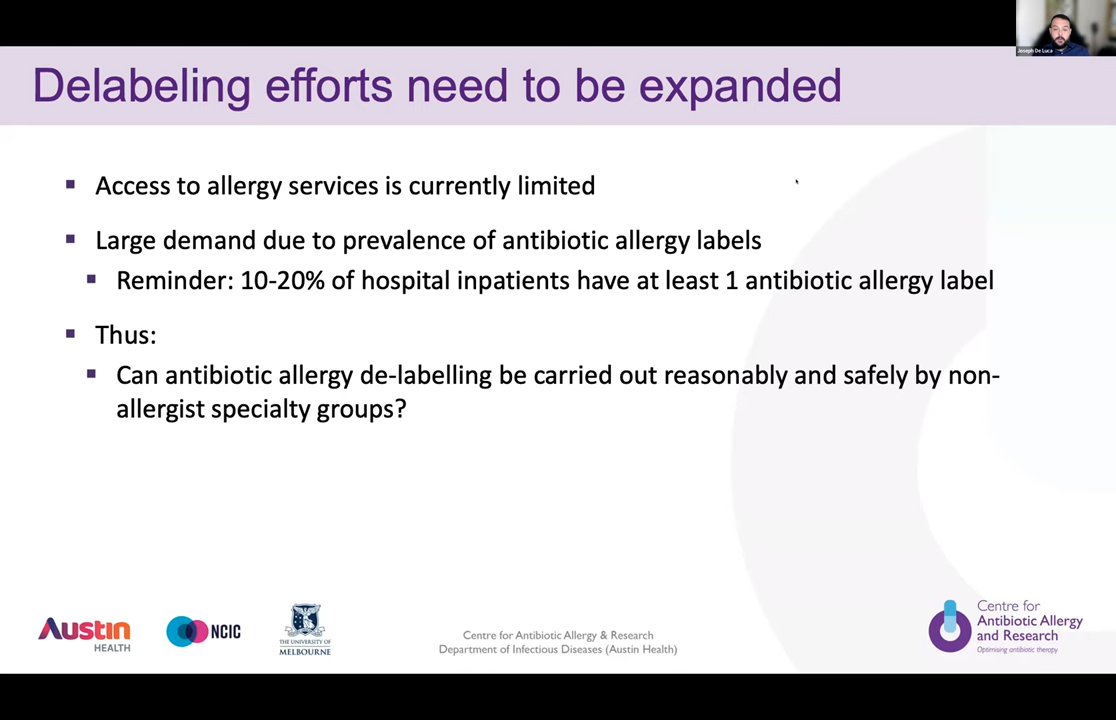 Joseph De Luca
Delabeling efforts need to be expanded
▪ Access to allergy services is currently limited
▪ Large demand due to prevalence of antibiotic allergy labels
▪ Reminder: 10-20% of hospital inpatients have at least 1 antibiotic allergy label
▪ Thus:
▪ Can antibiotic allergy de-labelling be carried out reasonably and safely by non-
allergist specialty groups?
Austin
HEALTH
NCIC
THE UNIVERSITY OF
MELBOURNE
Centre for Antibiotic Allergy & Research
Department of Infectious Diseases (Austin Health)
Centre for
Antibiotic Allergy
and Research
Optimising antibiotic therapy